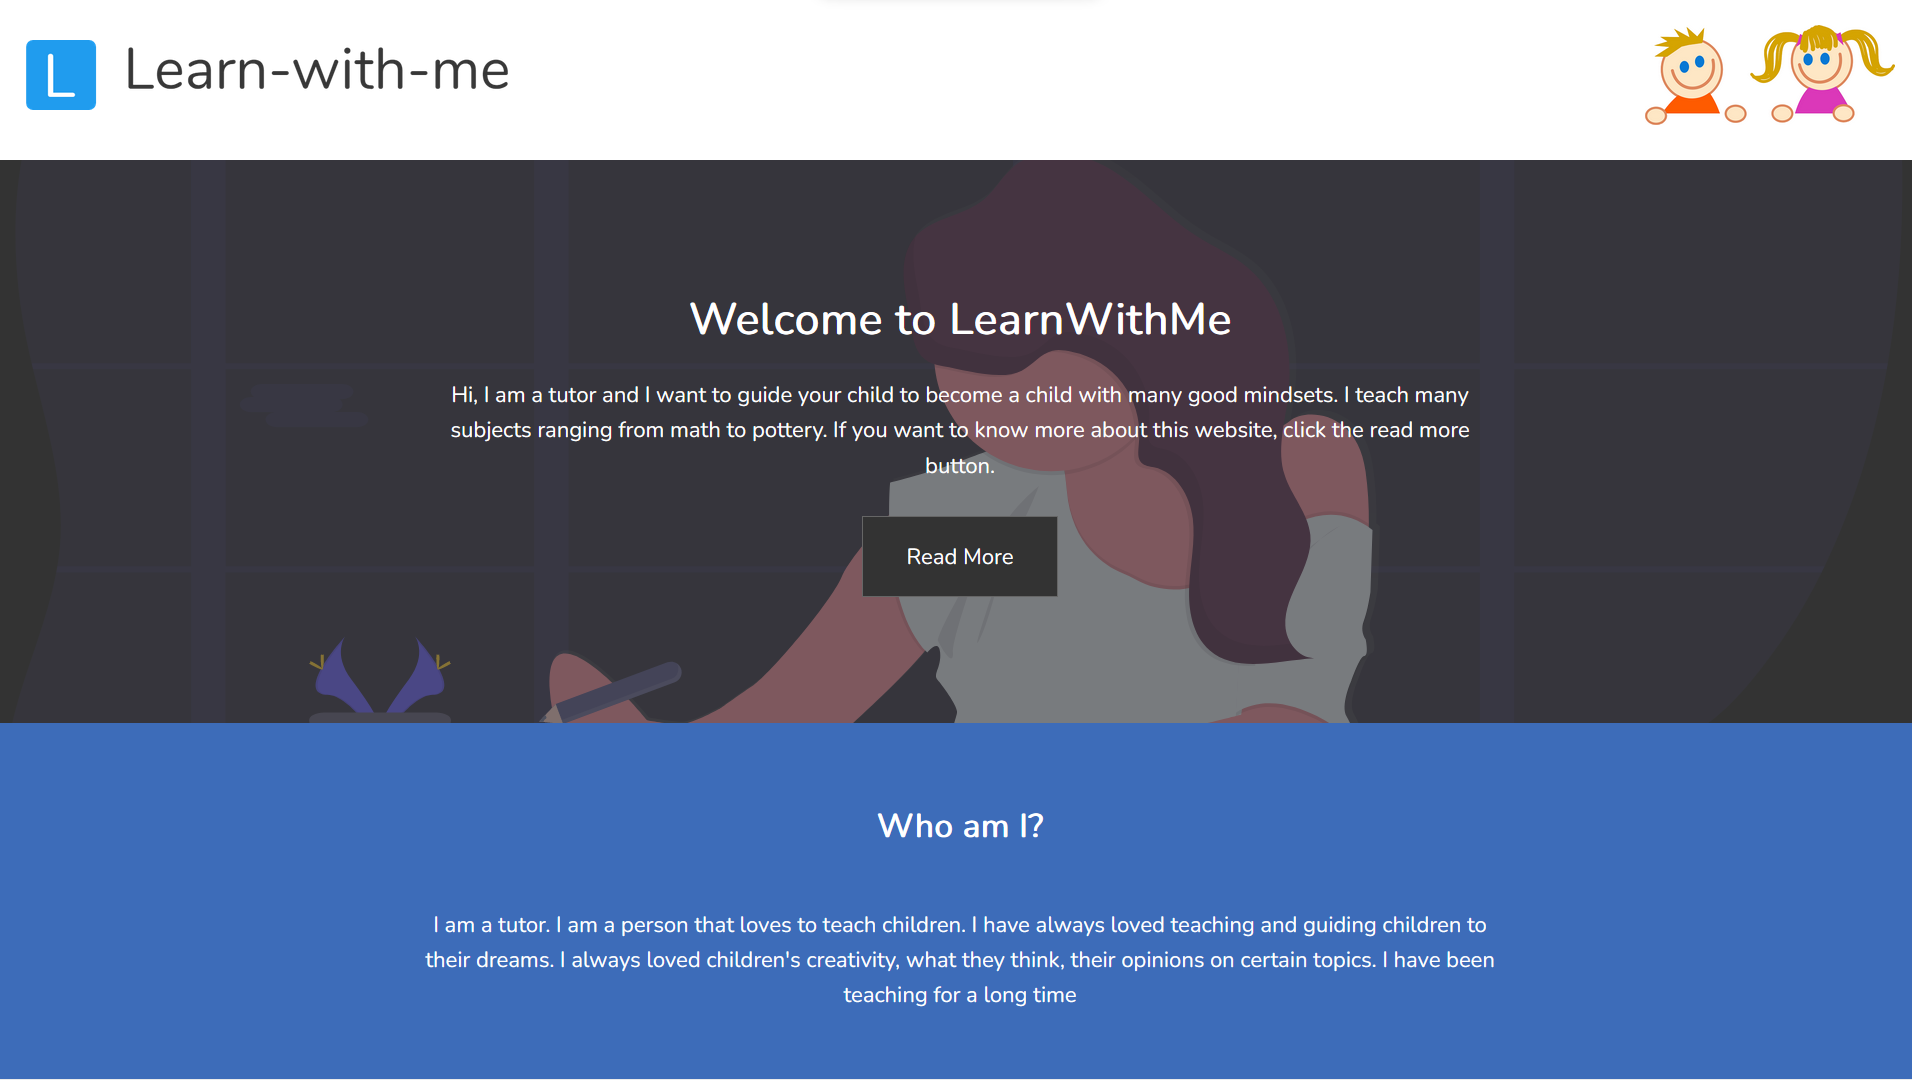 L Learn-with-me
Welcome to LearnWithMe
Hi, I am a tutor and I want to guide your child to become a child with many good mindsets. I teach many
subjects ranging from math to pottery. If you want to know more about this website, click the read more
button.
Read More
Who am I?
I am a tutor. I am a person that loves to teach children. I have always loved teaching and guiding children to
their dreams. I always loved children's creativity, what they think, their opinions on certain topics. I have been
teaching for a long time